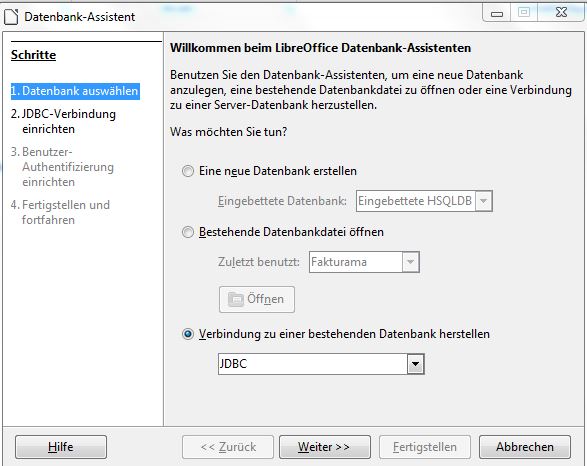 Datenbank-Assistent
Schritte
1. Datenbank auswählen
2. JDBC-Verbindung
einrichten
3. Benutzer-
Authentifizierung
einrichten
4. Fertigstellen und
fortfahren
Willkommen beim LibreOffice Datenbank-Assistenten
Benutzen Sie den Datenbank-Assistenten, um eine neue Datenbank
anzulegen, eine bestehende Datenbankdatei zu öffnen oder eine Verbindung
zu einer Server-Datenbank herzustellen.
Was möchten Sie tun?
Eine neue Datenbank erstellen
Eingebettete Datenbank: Eingebettete HSQLDB
Bestehende Datenbankdatei öffnen
Zuletzt benutzt: Fakturama
Öffnen
Verbindung zu einer bestehenden Datenbank herstellen
JDBC
Hilfe << Zurück Weiter >> Fertigstellen Abbrechen